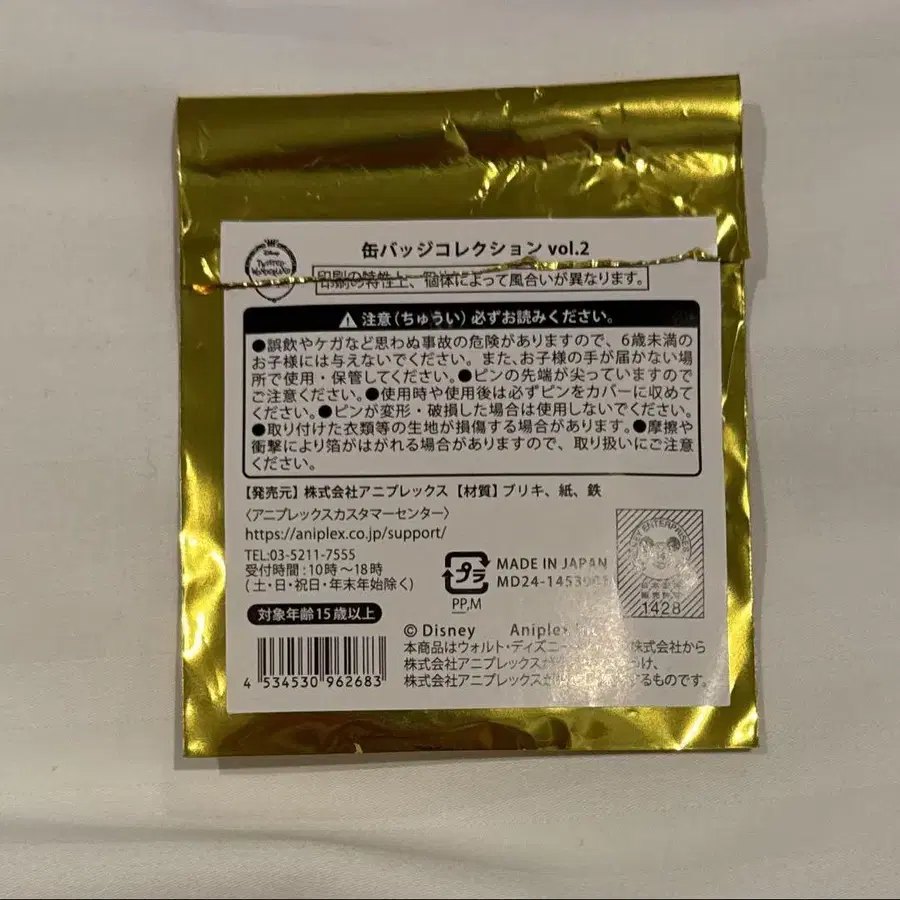 Disney
TWISTED
WONDERLAND
缶バッジコレクション vol.2
印刷の特性上、個体によって風合いが異なります。
注意(ちゅうい)必ずお読みください。
●誤飲やケガなど思わぬ事故の危険がありますので、6歳未満の
お子様には与えないでください。また、お子様の手が届かない場
所で使用・保管してください。●ピンの先端が尖っていますので
ご注意ください。●使用時や使用後は必ずピンをカバーに収めて
ください。●ピンが変形・破損した場合は使用しないでください。
●取り付けた衣類等の生地が損傷する場合があります。●摩擦や
衝撃により箔がはがれる場合がありますので、取り扱いにご注意
ください。
【発売元】株式会社アニプレックス【材質】ブリキ、紙、鉄
〈アニプレックスカスタマーセンター〉
https://aniplex.co.jp/support/
TEL:03-5211-7555
受付時間:10時〜18時
(土・日・祝日・年末年始除く)
対象年齢15歳以上
プラ
PP,M
MADE IN JAPAN
MD24-1453
ENTERPRISES
1428
4 534530 962683
© Disney Aniplex Inc.
本商品はウォルト・ディズニー 株式会社から
株式会社アニプレックスが け、
株式会社アニプレックスが するものです。